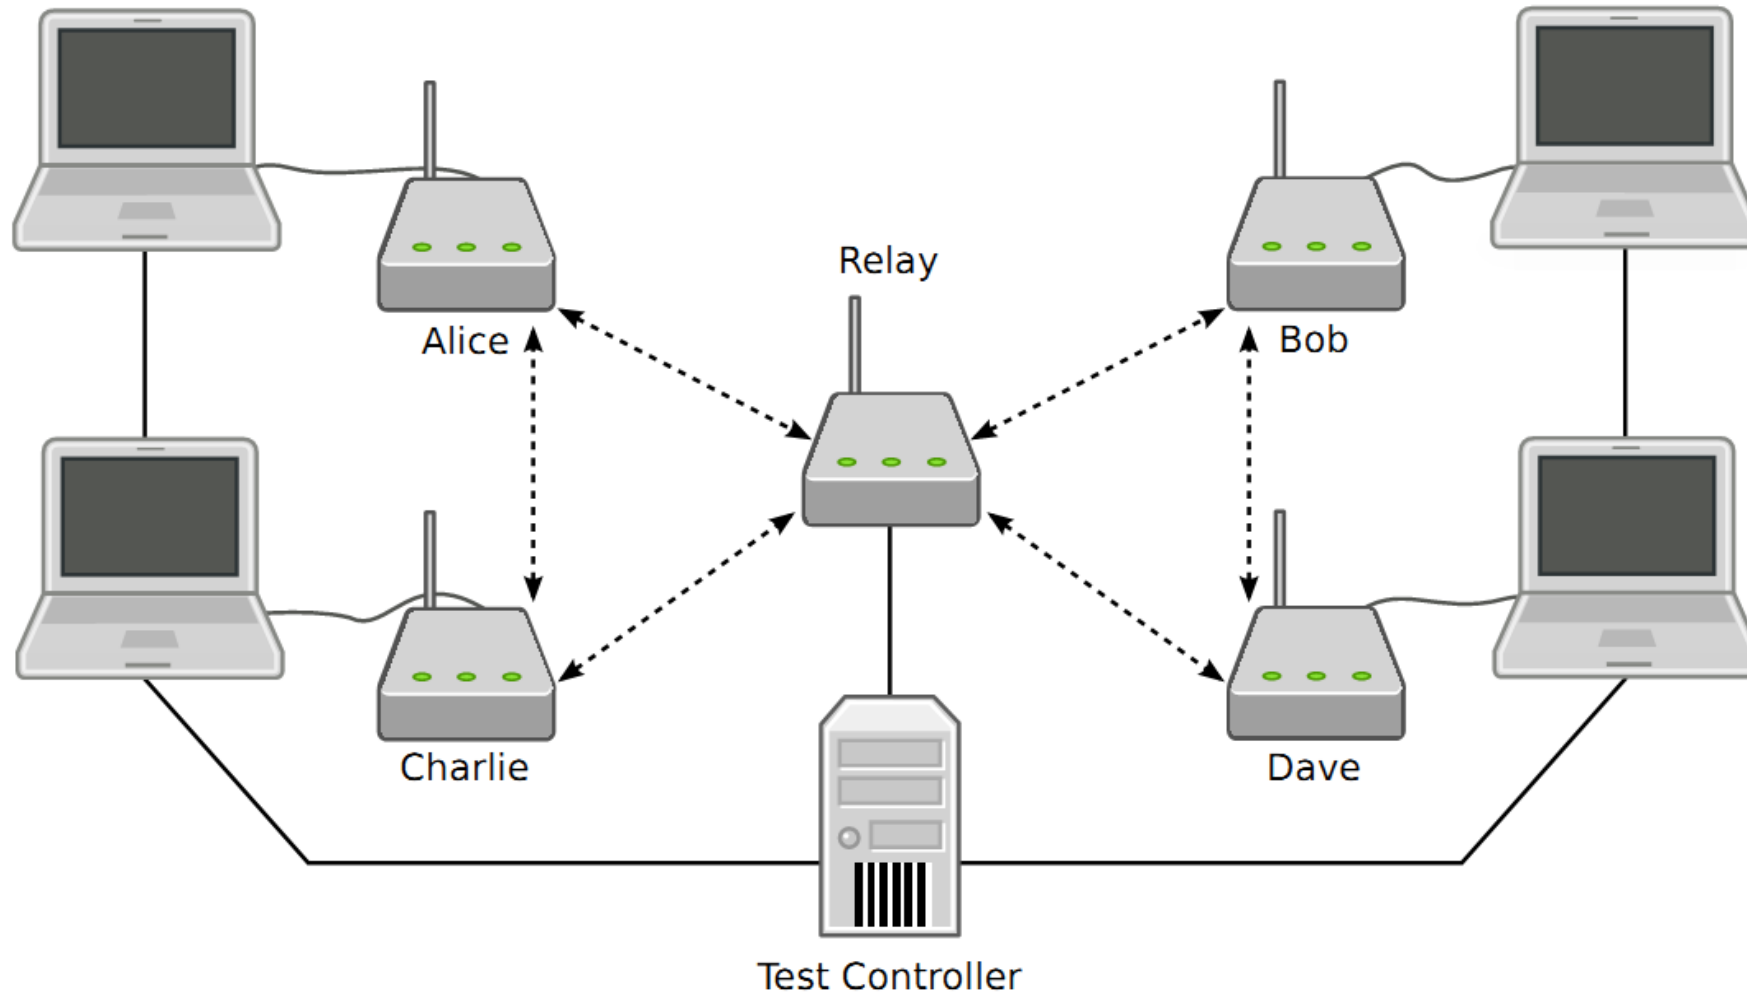 Relay
Alice
Bob
Charlie
Dave
Test Controller